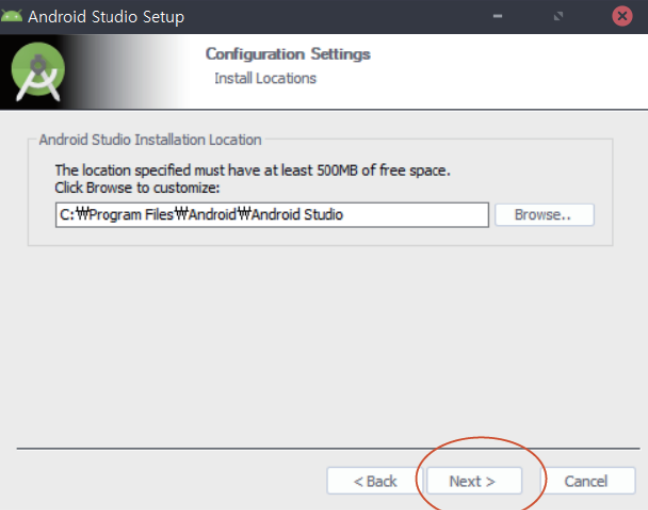 Android Studio Setup
Configuration Settings
Install Locations
Android Studio Installation Location
The location specified must have at least 500MB of free space.
Click Browse to customize:
C:₩Program Files₩Android₩Android Studio
Browse..
< Back
Next >
Cancel